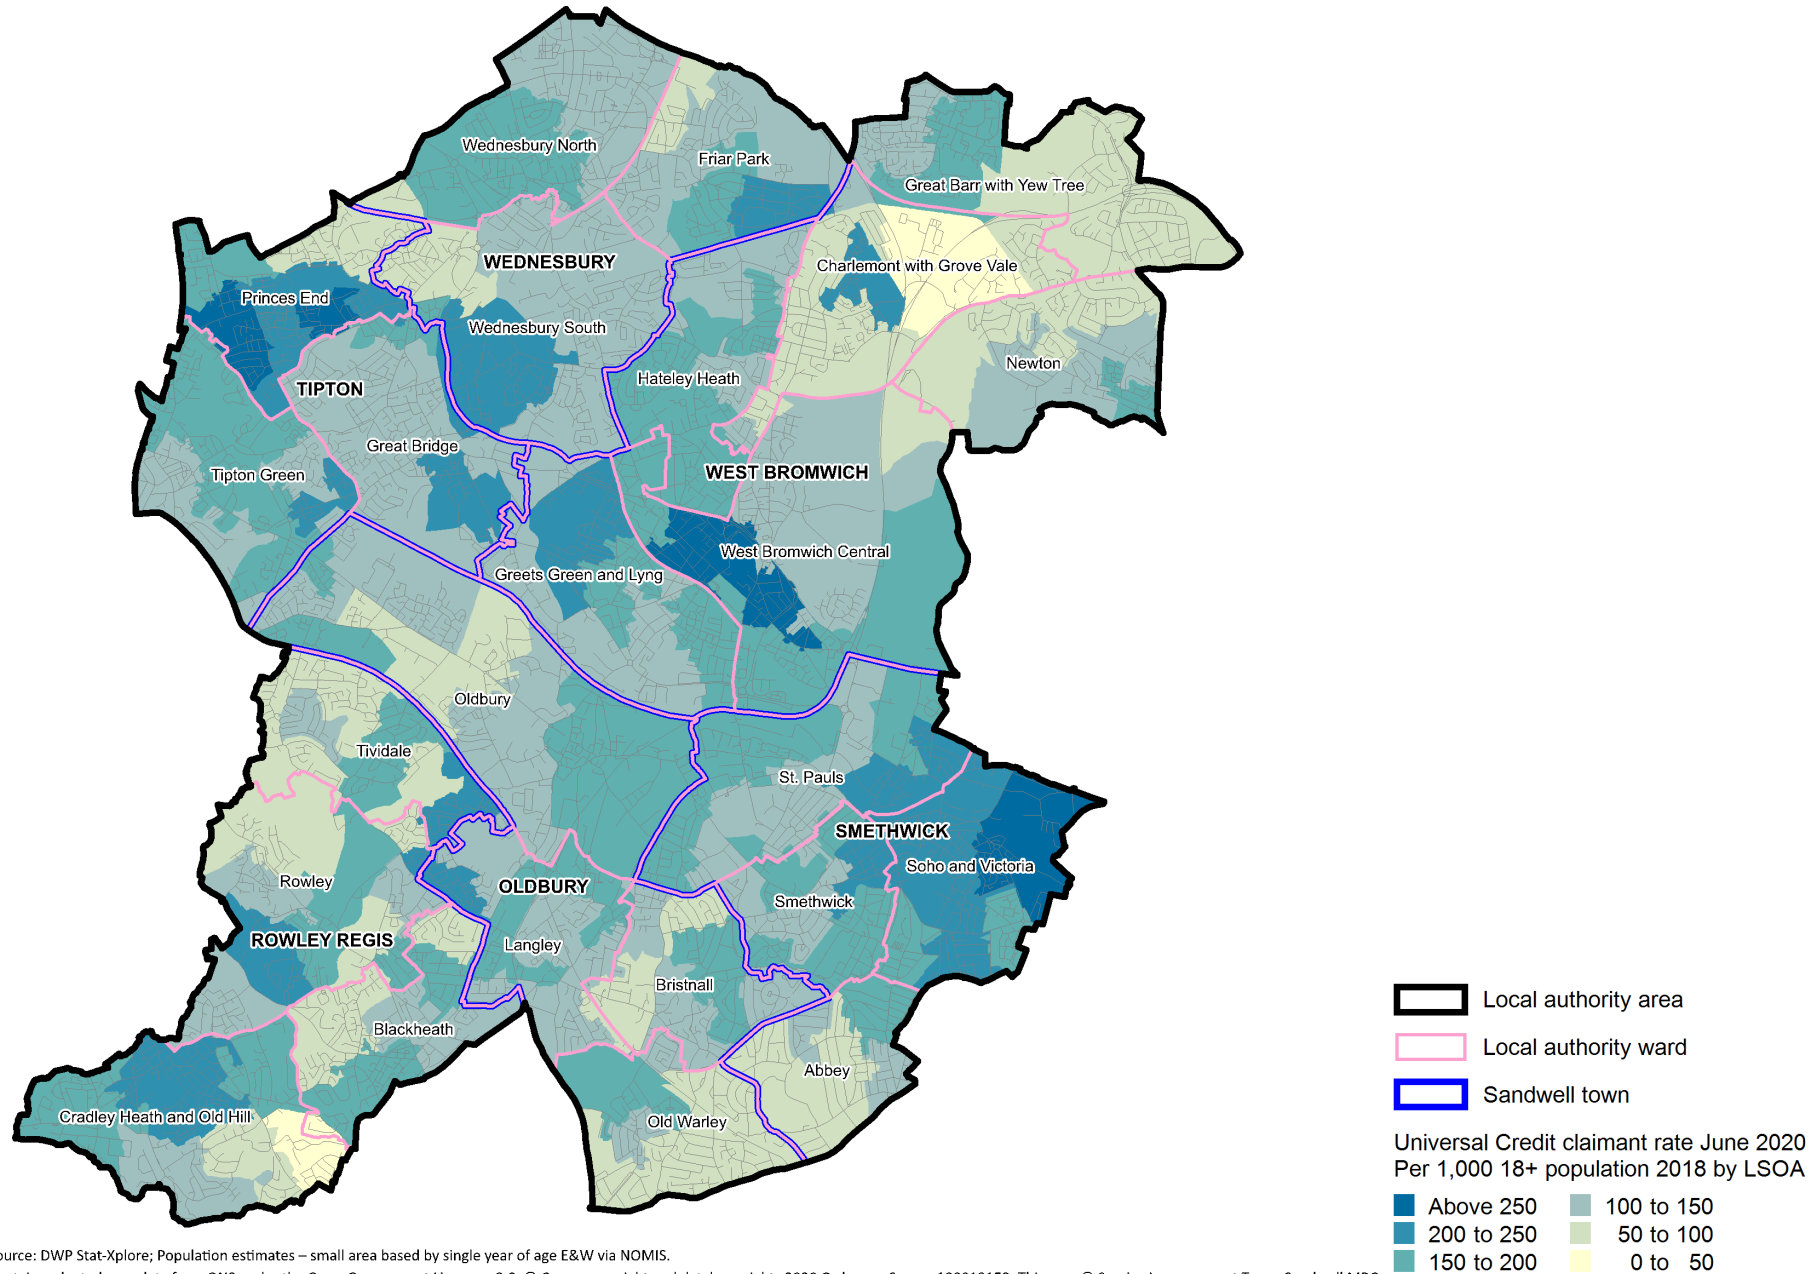 Wednesbury North
Friar Park
Great Barr with Yew Tree
WEDNESBURY
Charlemont with Grove Vale
Princes End
Wednesbury South
Newton
Hateley Heath
TIPTON
Great Bridge
Tipton Green
WEST BROMWICH
West Bromwich Central
Greets Green and Lyng
Oldbury
Tividale
St. Pauls
SMETHWICK
Soho and Victoria
Rowley
OLDBURY
Smethwick
ROWLEY REGIS
Langley
Bristnall
Blackheath
Abbey
Cradley Heath and Old Hill
Old Warley
Local authority area
Local authority ward
Sandwell town
Universal Credit claimant rate June 2020
Per 1,000 18+ population 2018 by LSOA
Above 250
100 to 150
200 to 250
50 to 100
150 to 200
0 to 50
ource: DWP Stat-Xplore; Population estimates – small area based by single year of age E&W via NOMIS.